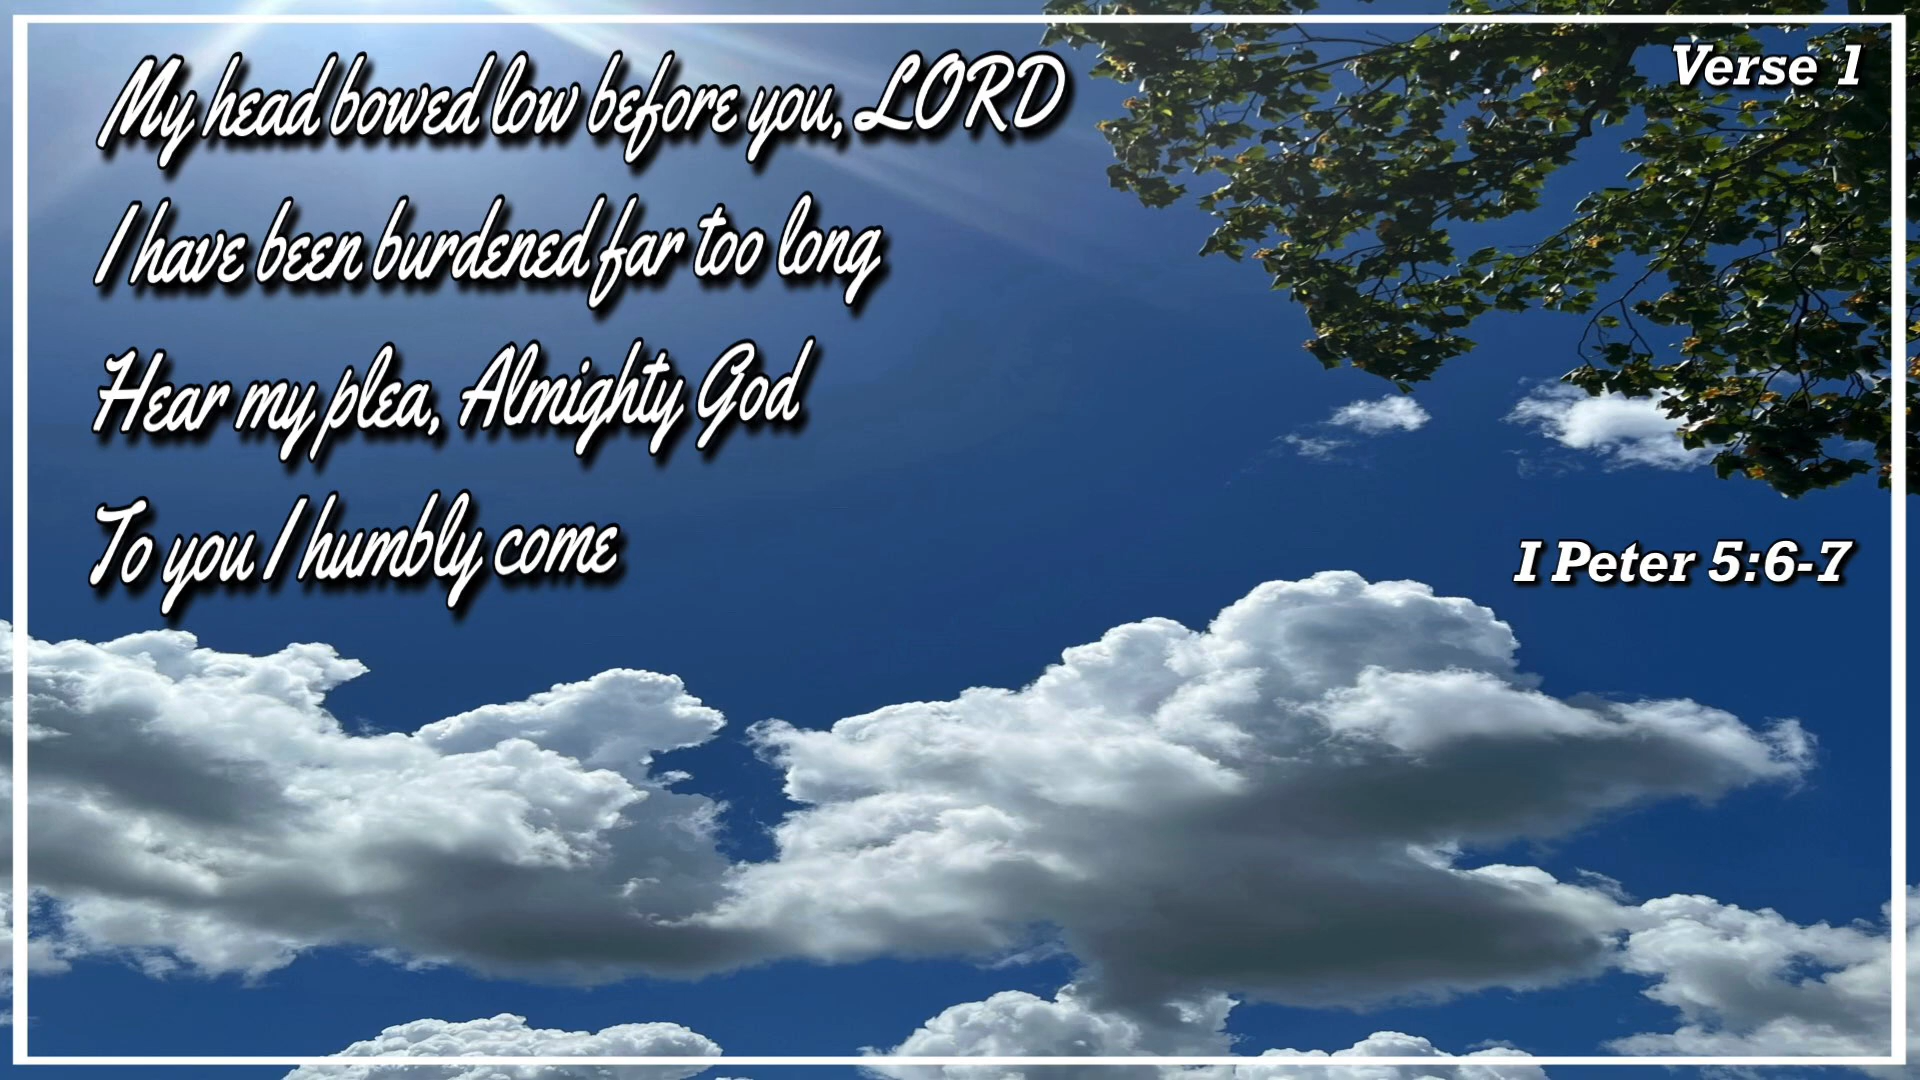 Verse 1
My head bowed low before you, LORD
I have been burdened far too long
Hear my plea, Almighty God
To you I humbly come
I Peter 5:6-7